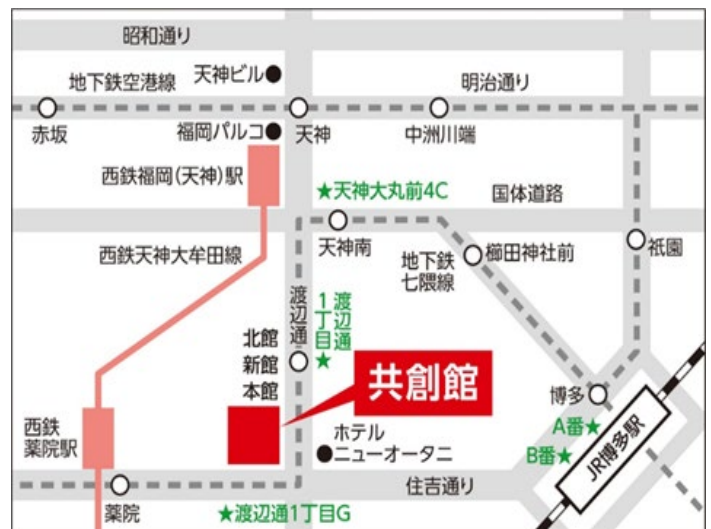 昭和通り
天神ビル●
地下鉄空港線
明治通り
赤坂
福岡パルコ●
天神
中洲川端
西鉄福岡(天神)駅
★天神大丸前4C
国体道路
西鉄天神大牟田線
天神南
地下鉄
七隈線
櫛田神社前
祇園
渡辺通
渡辺通
1丁目
★
北館
新館
本館
共創館
博多
A番★
B番★
JR博多駅
西鉄
薬院駅
ホテル
●ニューオータニ
薬院
★渡辺通1丁目G
住吉通り